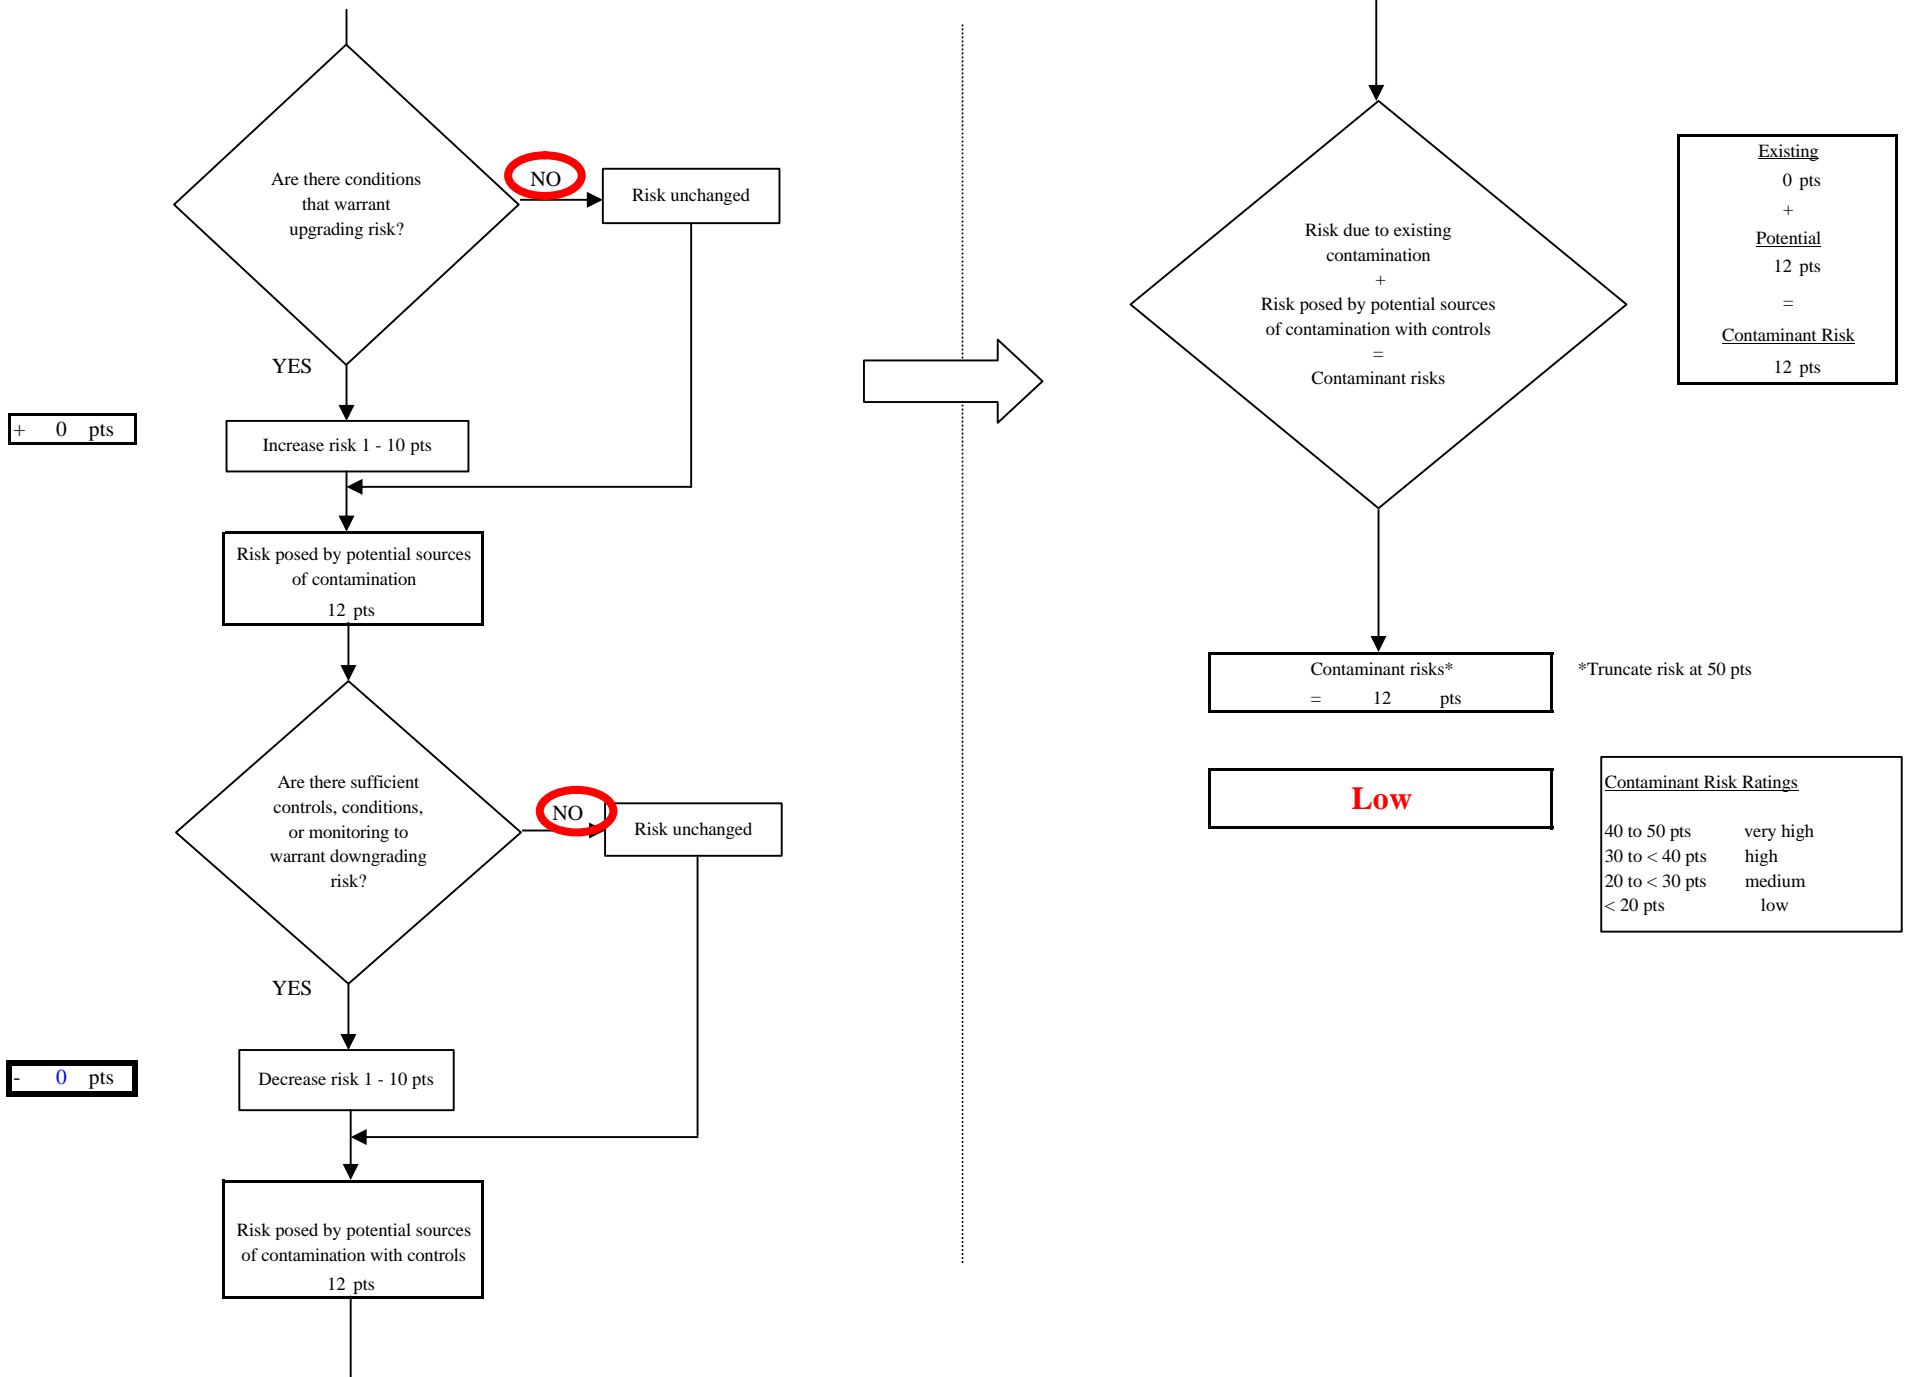 Are there conditions
that warrant
upgrading risk?
NO
Risk unchanged
YES
+ 0 pts
Increase risk 1 - 10 pts
Risk posed by potential sources
of contamination
12 pts
Are there sufficient
controls, conditions,
or monitoring to
warrant downgrading
risk?
NO
Risk unchanged
YES
- 0 pts
Decrease risk 1 - 10 pts
Risk posed by potential sources
of contamination with controls
12 pts
Risk due to existing
contamination
+
Risk posed by potential sources
of contamination with controls
=
Contaminant risks
Existing
0 pts
+
Potential
12 pts
=
Contaminant Risk
12 pts
Contaminant risks*
= 12 pts
*Truncate risk at 50 pts
Low
Contaminant Risk Ratings
40 to 50 pts very high
30 to < 40 pts high
20 to < 30 pts medium
< 20 pts low